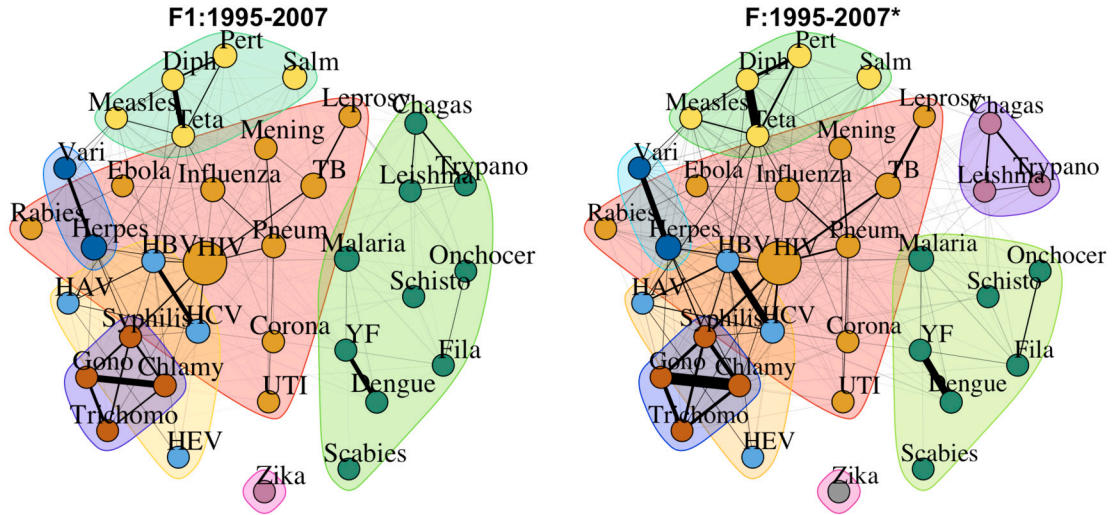 F1:1995-2007
Pert
Diph
Salm
Measles
Teta
Leprosy
Chagas
Mening
Vari
Ebola
Influenza
TB
Leishma
Trypano
Rabies
Herpes
HBV
HIV
Pneum
Malaria
Onchocer
HAV
Schisto
Syphilis
HCV
Corona
YF
Fila
Gono
Chlamy
UTI
Dengue
Trichomo
HEV
Scabies
Zika
F:1995-2007*
Pert
Diph
Salm
Measles
Teta
Leprosy
Chagas
Mening
Vari
Ebola
Influenza
TB
Leishma
Trypano
Rabies
Herpes
HBV
HIV
Pneum
Malaria
Onchocer
HAV
Schisto
Syphilis
HCV
Corona
YF
Fila
Gono
Chlamy
UTI
Dengue
Trichomo
HEV
Scabies
Zika